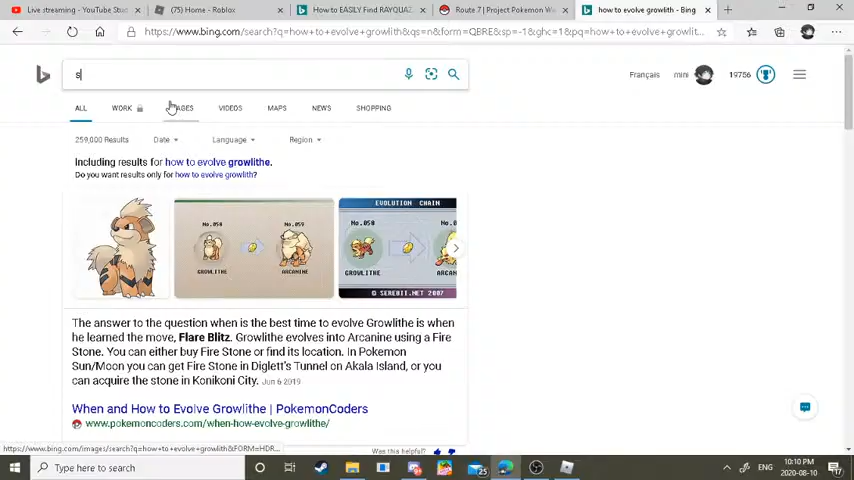 Live streaming - YouTube Stu
(75) Home - Roblox
How to EASILY Find RAYQUAZ
Route 7 | Project Pokemon W
how to evolve growlith - Bing
https://www.bing.com/search?q=how+to+evolve+growlith&qs=n&form=QBRE&sp=-1&ghc=1&pq=how+to+evolve+growlit...
s
Français
mini
19756
ALL
WORK
VIDEOS
MAPS
NEWS
SHOPPING
259,000 Results
Date
Language
Region
Including results for how to evolve growlithe.
Do you want results only for how to evolve growlith?
No.058
No.059
GROWLITHE
ARCANINE
EVOLUTION CHAIN
No.058
GROWLITHE
ARCAN
© SEREBII.NET 2007
The answer to the question when is the best time to evolve Growlithe is when
he learned the move, Flare Blitz. Growlithe evolves into Arcanine using a Fire
Stone. You can either buy Fire Stone or find its location. In Pokemon
Sun/Moon you can get Fire Stone in Diglett's Tunnel on Akala Island, or you
can acquire the stone in Konikoni City. Jun 6 2019
When and How to Evolve Growlithe | PokemonCoders
www.pokemoncoders.com/when-how-evolve-growlithe/
https://www.bing.com/images/search?q=how+to+evolve+growlith&FORM=HDR...
Was this helpful?
Type here to search
25
ENG
10:10 PM
2020-08-10
17